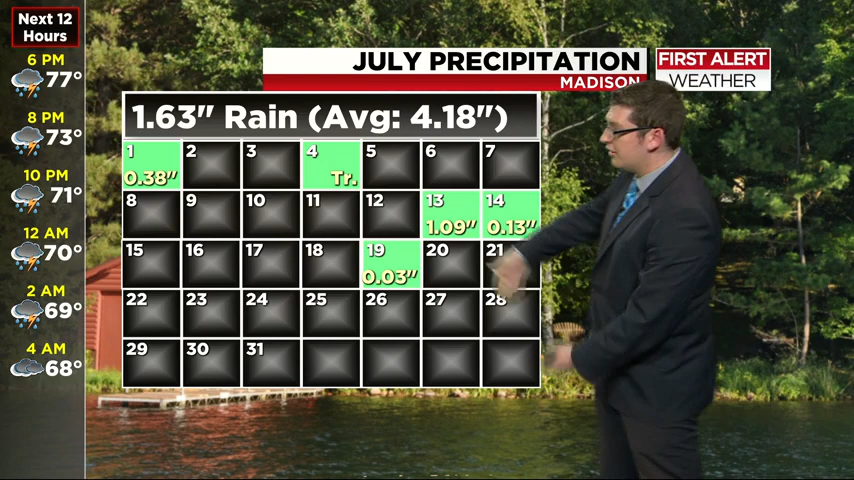 Next 12
Hours
6 PM
77°
8 PM
73°
10 PM
71°
12 AM
70°
2 AM
69°
4 AM
68°
JULY PRECIPITATION
MADISON
FIRST ALERT
WEATHER
1.63" Rain (Avg: 4.18")
1 2 3 4 5 6 7
0.38" Tr.
8 9 10 11 12 13 14
1.09" 0.13"
15 16 17 18 19 20 21
0.03"
22 23 24 25 26 27 28
29 30 31